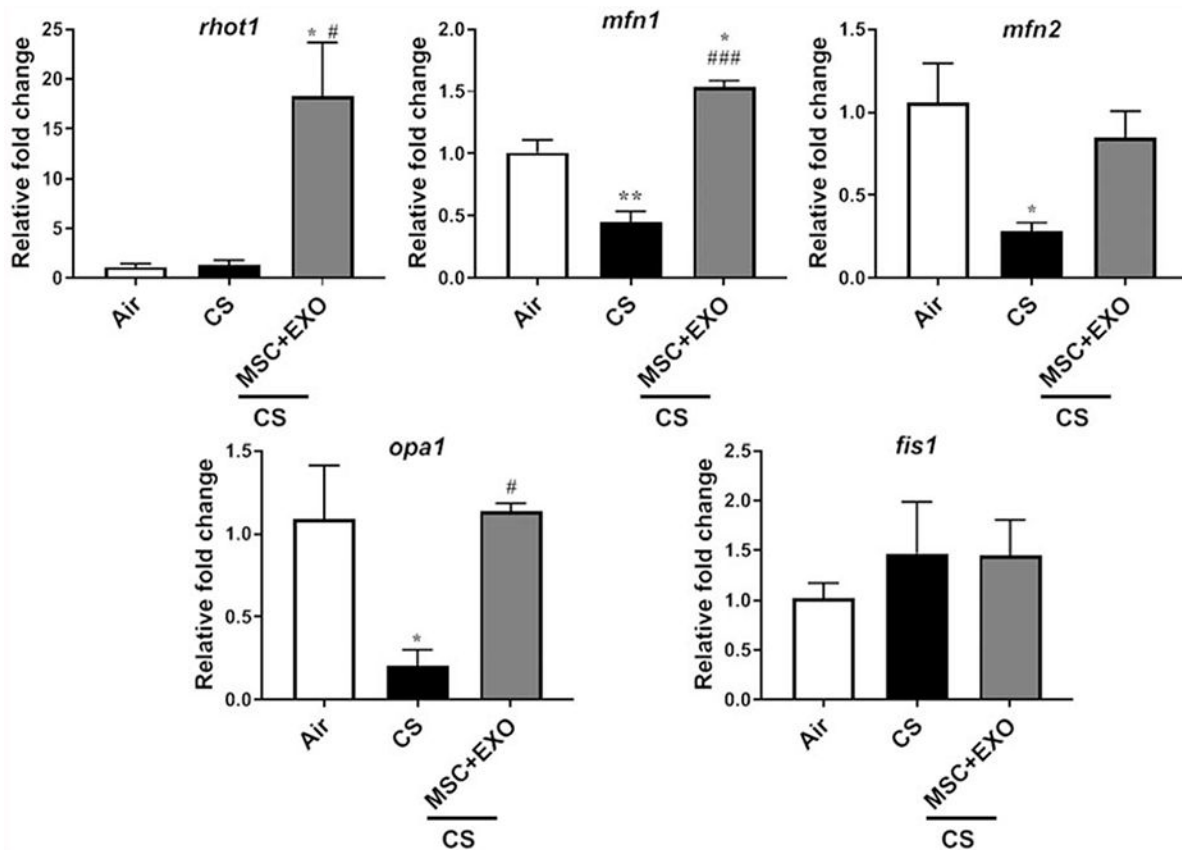 rhot1
Relative fold change
25
20
15
10
5
0
* #
Air
CS
MSC+EXO
CS
mfn1
Relative fold change
2.0
1.5
1.0
0.5
0.0
**
*
###
Air
CS
MSC+EXO
CS
mfn2
Relative fold change
1.5
1.0
0.5
0.0
*
Air
CS
MSC+EXO
CS
opa1
Relative fold change
1.5
1.0
0.5
0.0
*
#
Air
CS
MSC+EXO
CS
fis1
Relative fold change
2.5
2.0
1.5
1.0
0.5
0.0
Air
CS
MSC+EXO
CS